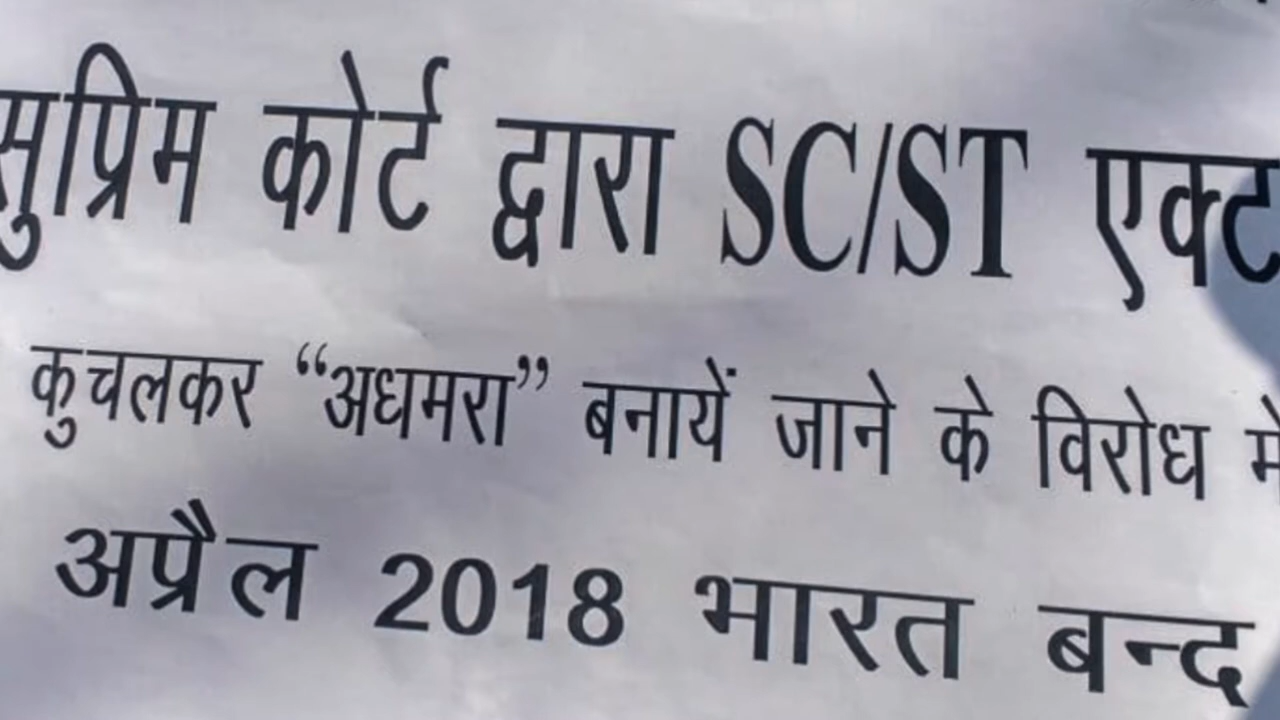 सुप्रिम कोर्ट द्वारा SC/ST एक्ट
कुचलकर “अधमरा” बनायें जाने के विरोध में
अप्रैल 2018 भारत बन्द